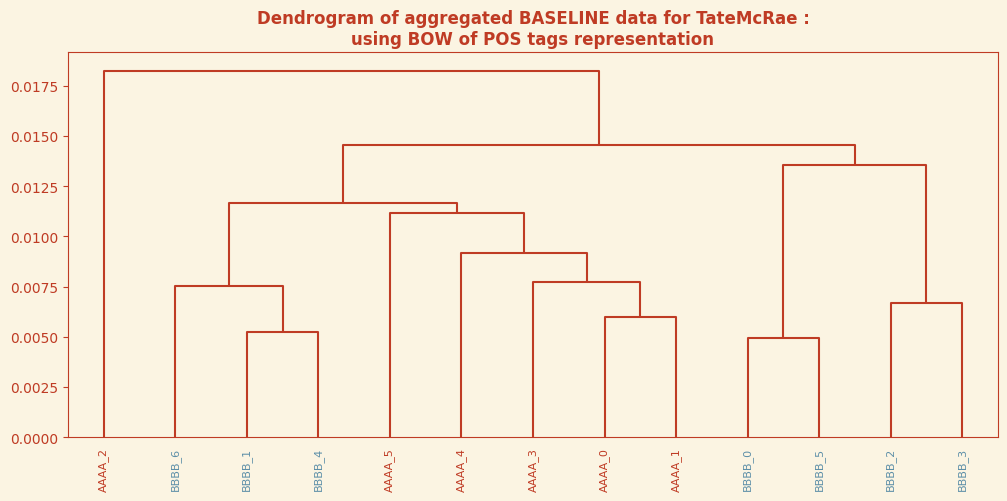 Dendrogram of aggregated BASELINE data for TateMcRae :
using BOW of POS tags representation
0.0175
0.0150
0.0125
0.0100
0.0075
0.0050
0.0025
0.0000
AAAA_2
BBBB_6
BBBB_1
BBBB_4
AAAA_5
AAAA_4
AAAA_3
AAAA_0
AAAA_1
BBBB_0
BBBB_5
BBBB_2
BBBB_3